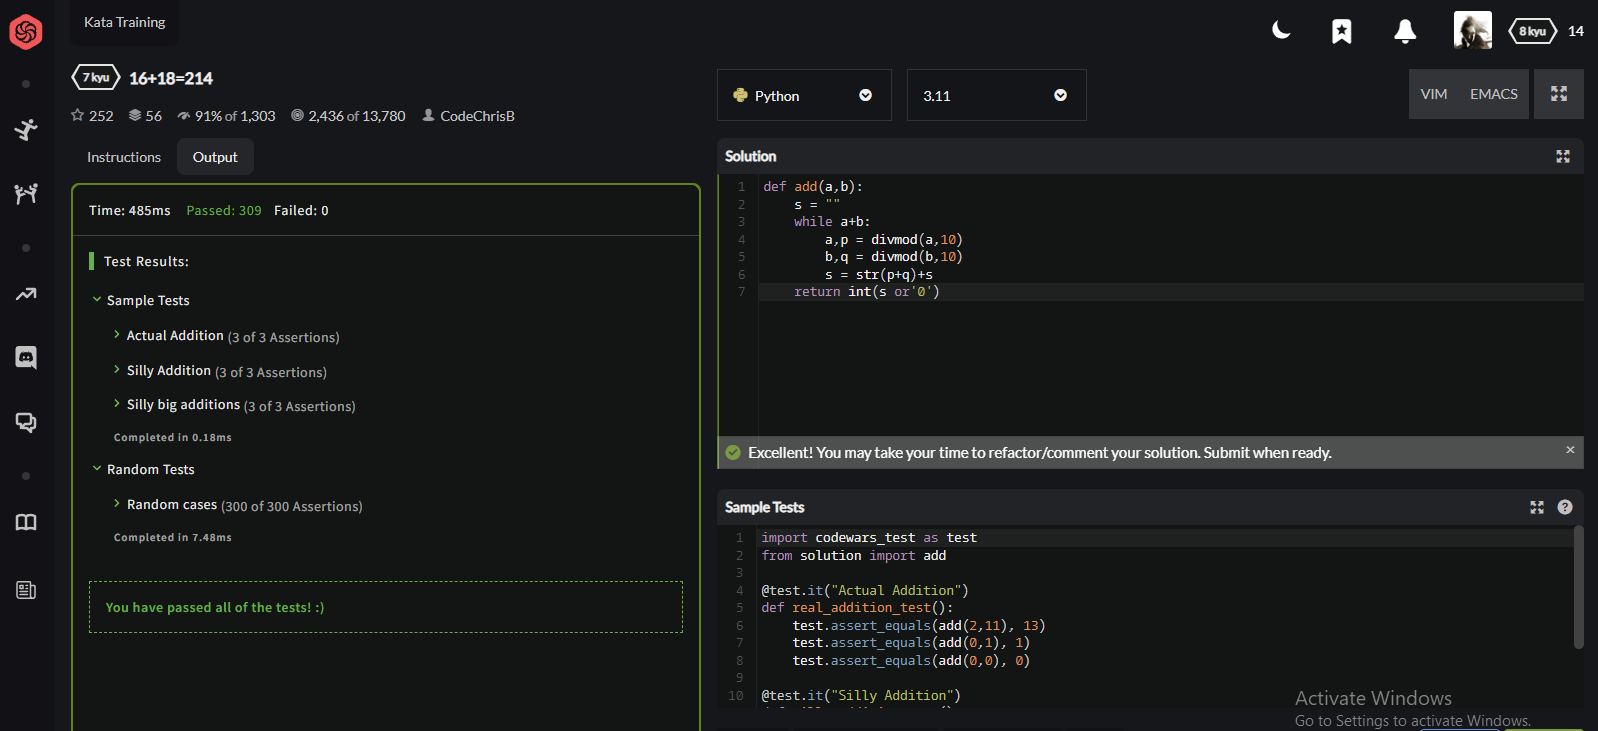 Kata Training
8 kyu 14
7 kyu 16+18=214
252 56 91% of 1,303 2,436 of 13,780 CodeChrisB
Instructions Output
Time: 485ms Passed: 309 Failed: 0
Test Results:
Sample Tests
Actual Addition (3 of 3 Assertions)
Silly Addition (3 of 3 Assertions)
Silly big additions (3 of 3 Assertions)
Completed in 0.18ms
Random Tests
Random cases (300 of 300 Assertions)
Completed in 7.48ms
You have passed all of the tests! :)
Python 3.11 VIM EMACS
Solution
1 def add(a,b):
2 s = ""
3 while a+b:
4 a,p = divmod(a,10)
5 b,q = divmod(b,10)
6 s = str(p+q)+s
7 return int(s or'0')
Excellent! You may take your time to refactor/comment your solution. Submit when ready. ×
Sample Tests ?
1 import codewars_test as test
2 from solution import add
3
4 @test.it("Actual Addition")
5 def real_addition_test():
6 test.assert_equals(add(2,11), 13)
7 test.assert_equals(add(0,1), 1)
8 test.assert_equals(add(0,0), 0)
9
10 @test.it("Silly Addition")
Activate Windows
Go to Settings to activate Windows.